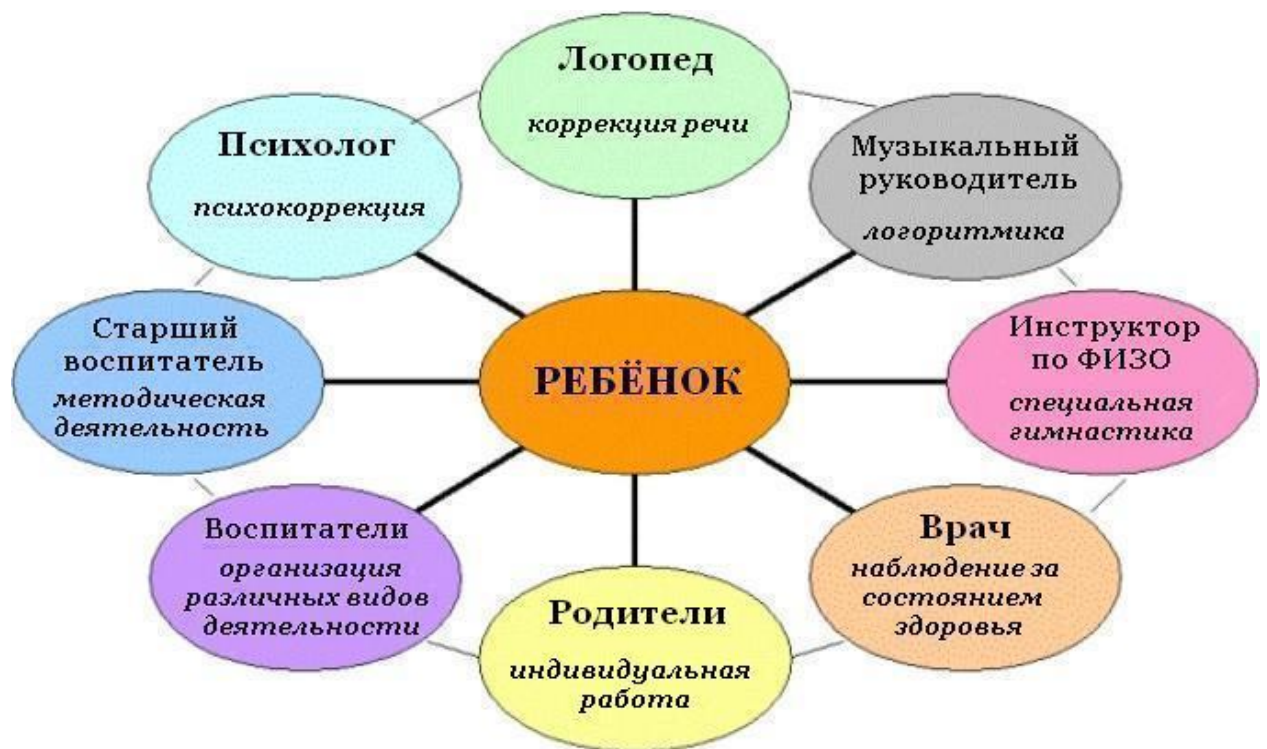 Логопед
коррекция речи
Психолог
психокоррекция
Музыкальный
руководитель
логоритмика
Старший
воспитатель
методическая
деятельность
РЕБЁНОК
Инструктор
по ФИЗО
специальная
гимнастика
Воспитатели
организация
различных видов
деятельности
Родители
индивидуальная
работа
Врач
наблюдение за
состоянием
здоровья